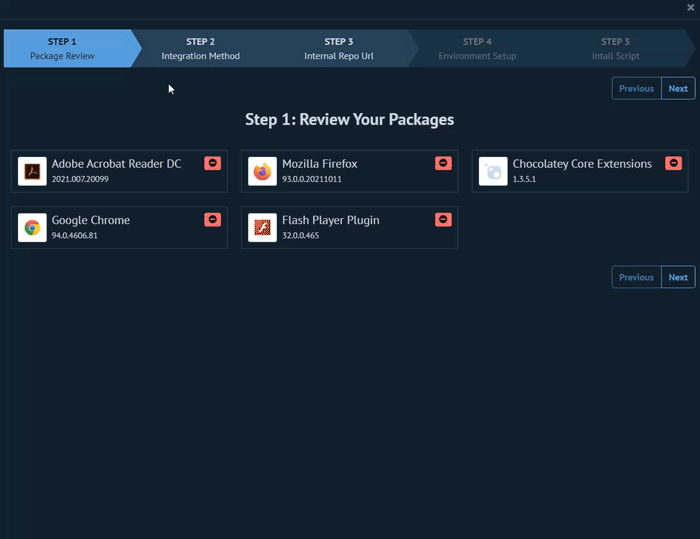 STEP 1
Package Review
STEP 2
Integration Method
STEP 3
Internal Repo Url
STEP 4
Environment Setup
STEP 5
Intall Script
Previous Next
Step 1: Review Your Packages
Adobe Acrobat Reader DC
2021.007.20099
Mozilla Firefox
93.0.0.20211011
Chocolatey Core Extensions
1.3.5.1
Google Chrome
94.0.4606.81
Flash Player Plugin
32.0.0.465
Previous Next